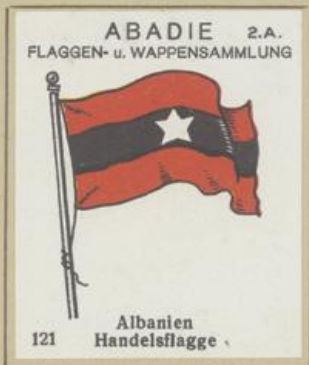 ABADIE 2.A.
FLAGGEN- u. WAPPENSAMMLUNG
Albanien
121 Handelsflagge